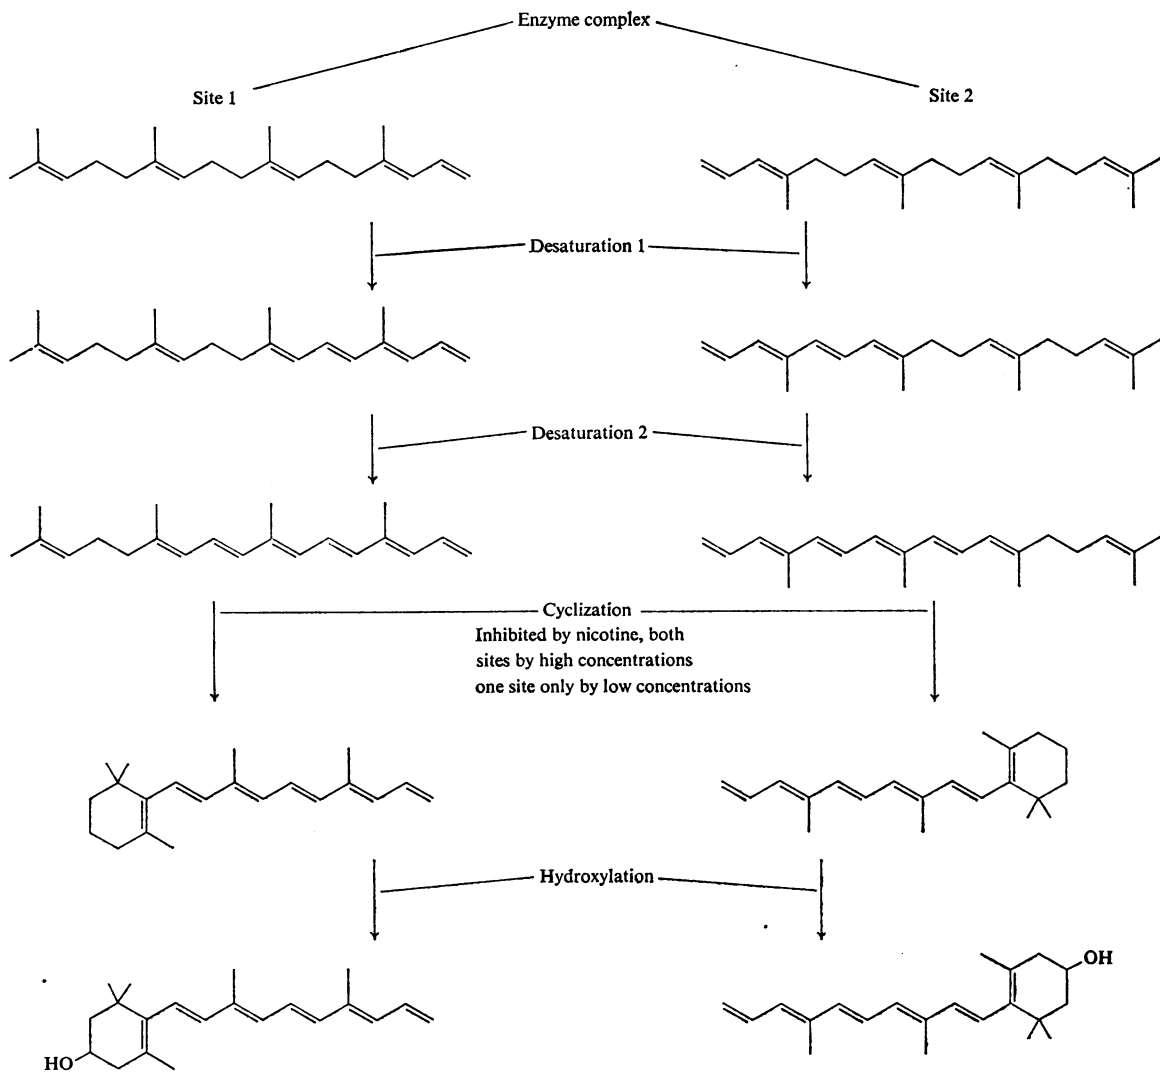 Enzyme complex
Site 1
Site 2
Desaturation 1
Desaturation 2
Cyclization
Inhibited by nicotine, both
sites by high concentrations
one site only by low concentrations
Hydroxylation
OH
HO